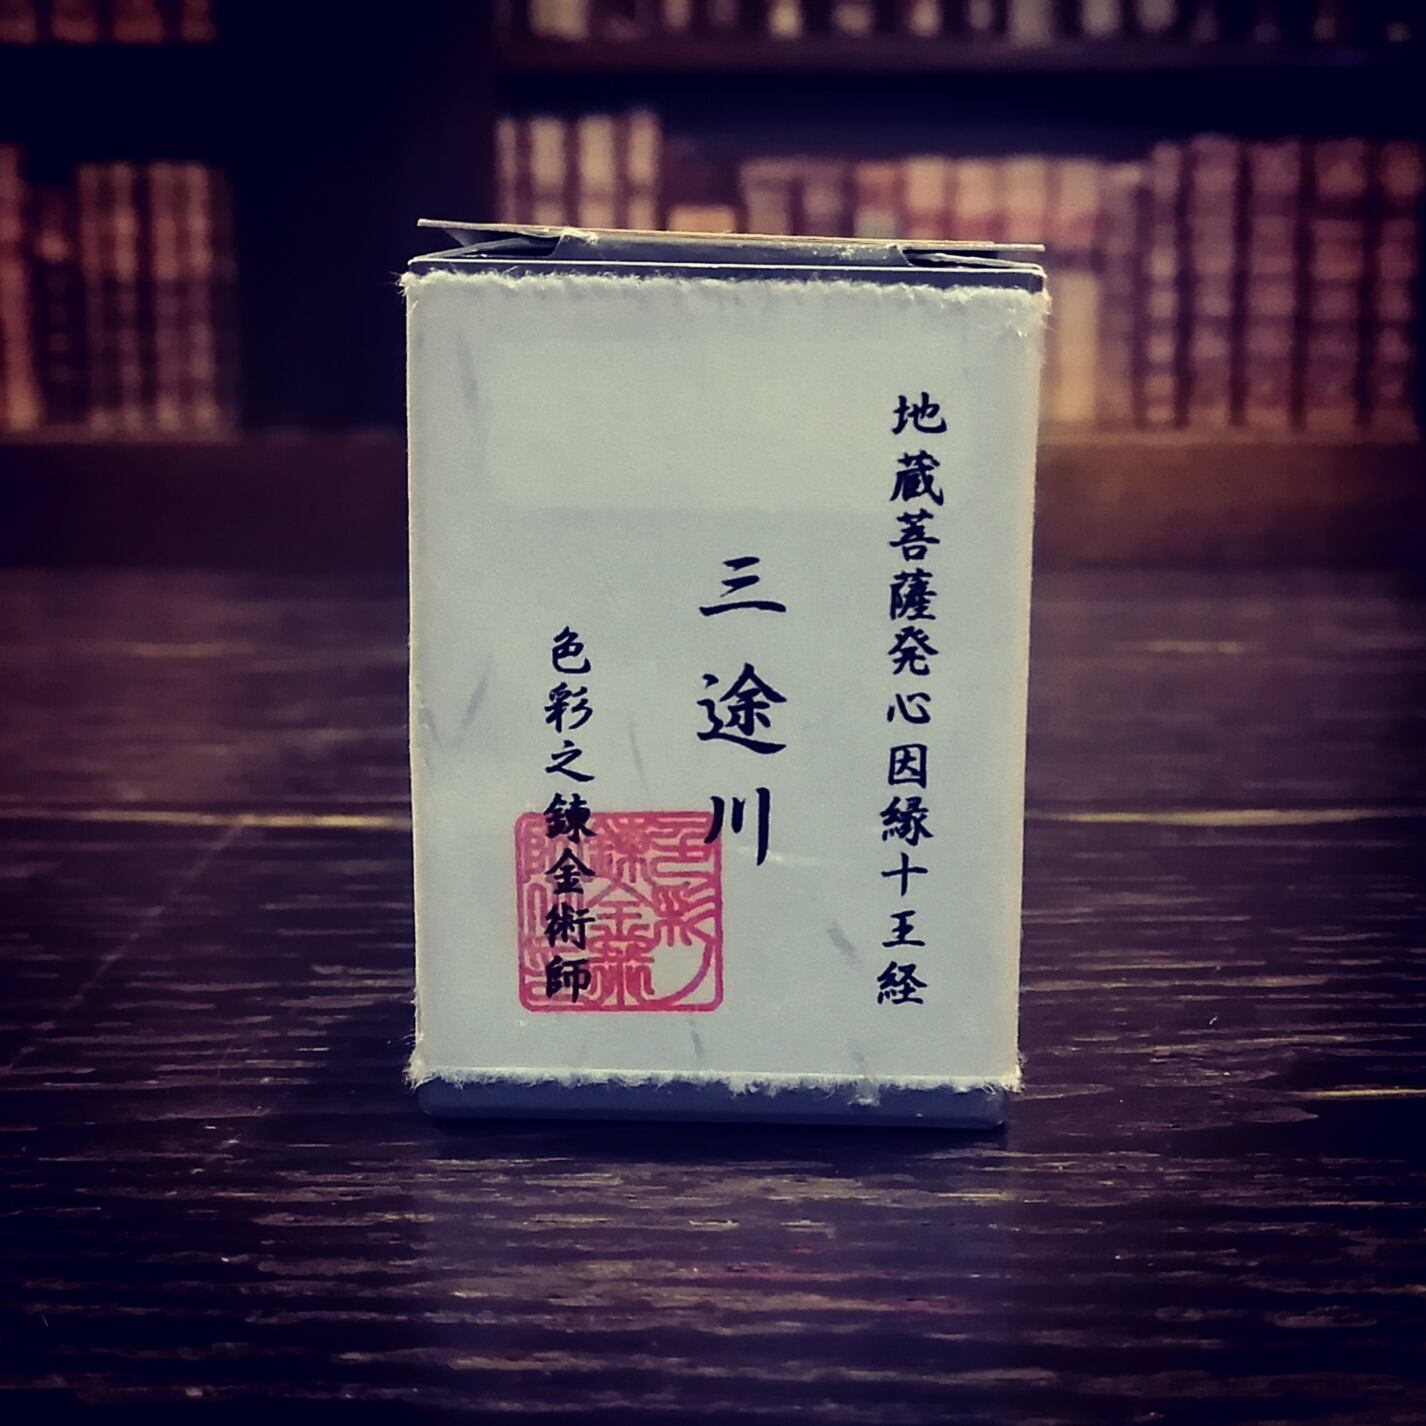 地蔵菩薩発心因縁十王経
三途川
色彩之錬金術師